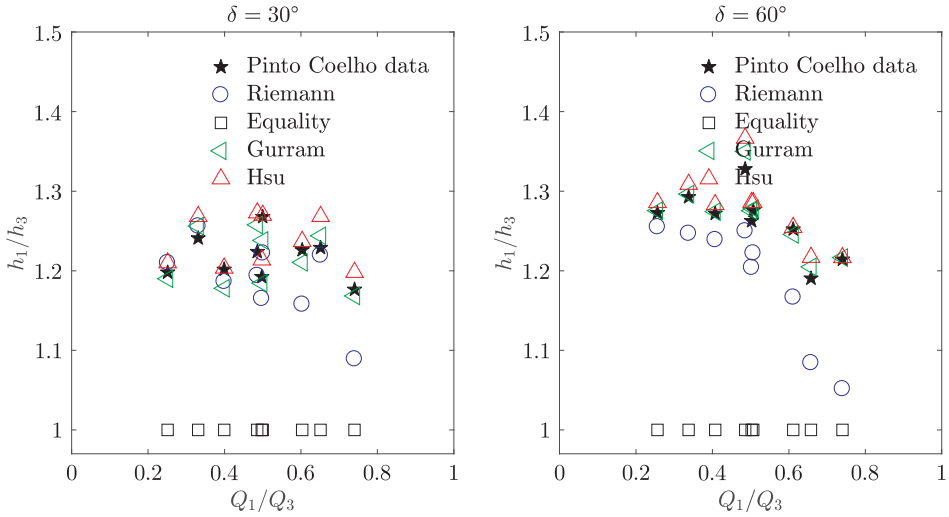 δ = 30°
1.5
1.4
1.3
1.2
1.1
1
h₁/h₃
0
0.2
0.4
0.6
0.8
1
Q₁/Q₃
Pinto Coelho data
Riemann
Equality
Gurram
Hsu
δ = 60°
1.5
1.4
1.3
1.2
1.1
1
h₁/h₃
0
0.2
0.4
0.6
0.8
1
Q₁/Q₃
Pinto Coelho data
Riemann
Equality
Gurram
Hsu